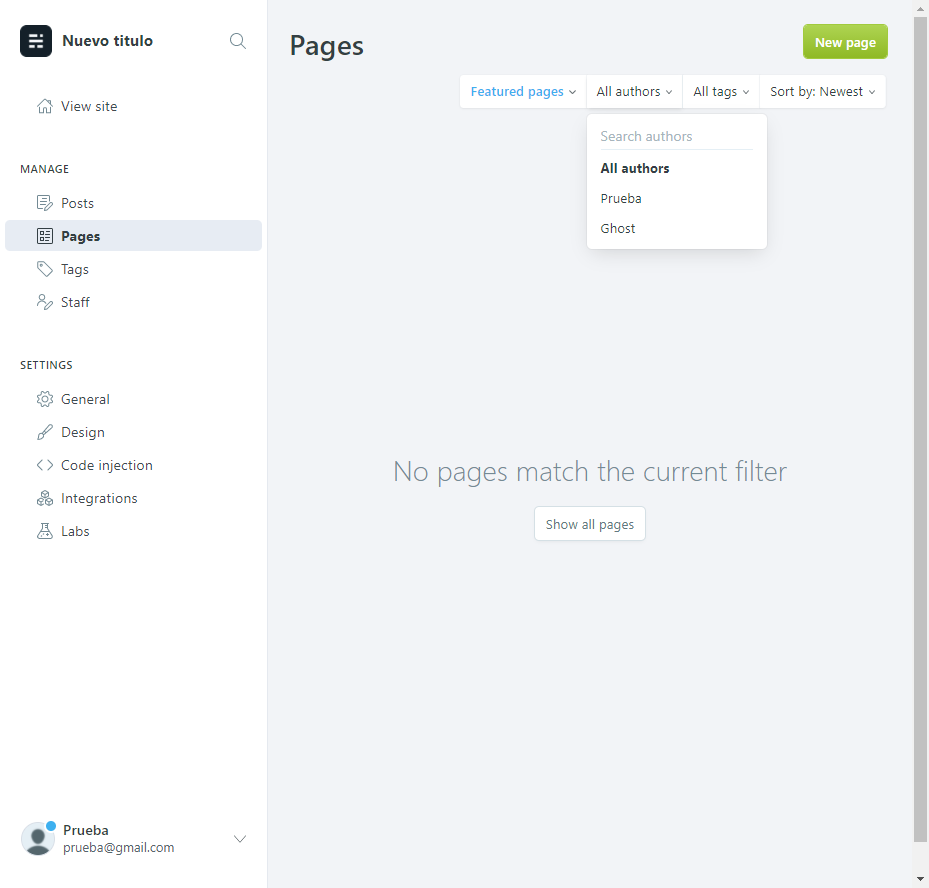 Nuevo titulo
View site
MANAGE
Posts
Pages
Tags
Staff
SETTINGS
General
Design
Code injection
Integrations
Labs
Prueba
prueba@gmail.com
Pages
New page
Featured pages
All authors
All tags
Sort by: Newest
Search authors
All authors
Prueba
Ghost
No pages match the current filter
Show all pages